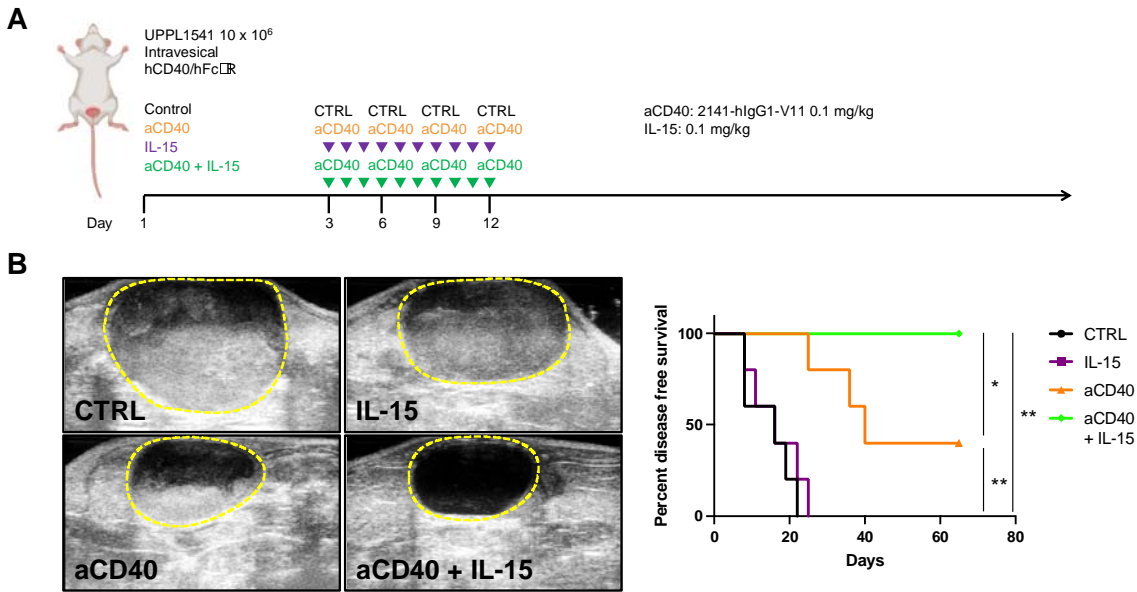 A
UPPL1541 10 x 10⁶
Intravesical
hCD40/hFc□R
Control
aCD40
IL-15
aCD40 + IL-15
CTRL CTRL CTRL CTRL
aCD40 aCD40 aCD40 aCD40
aCD40 aCD40 aCD40 aCD40
aCD40: 2141-hIgG1-V11 0.1 mg/kg
IL-15: 0.1 mg/kg
Day 1 3 6 9 12
B
CTRL
IL-15
aCD40
aCD40 + IL-15
Percent disease free survival
100
50
0
0 20 40 60 80
Days
*
**
**
CTRL
IL-15
aCD40
aCD40
+ IL-15